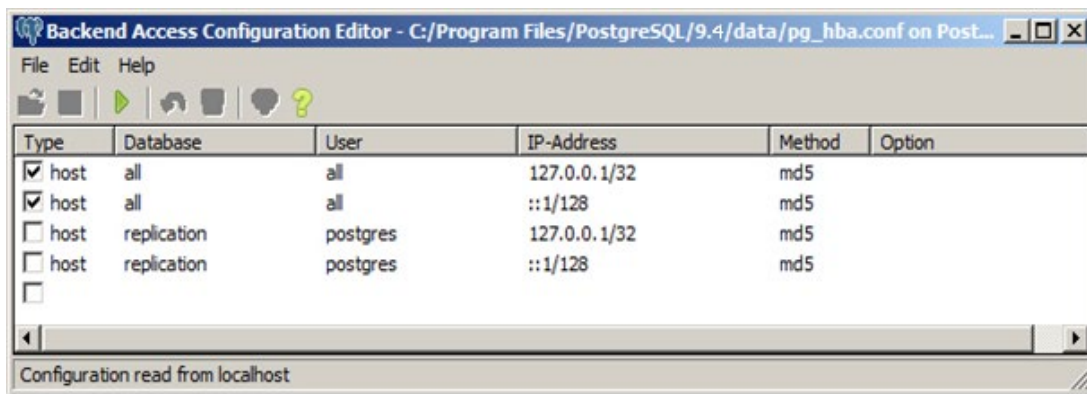 Backend Access Configuration Editor - C:/Program Files/PostgreSQL/9.4/data/pg_hba.conf on Post...
File Edit Help
Type Database User IP-Address Method Option
host all all 127.0.0.1/32 md5
host all all ::1/128 md5
host replication postgres 127.0.0.1/32 md5
host replication postgres ::1/128 md5
Configuration read from localhost